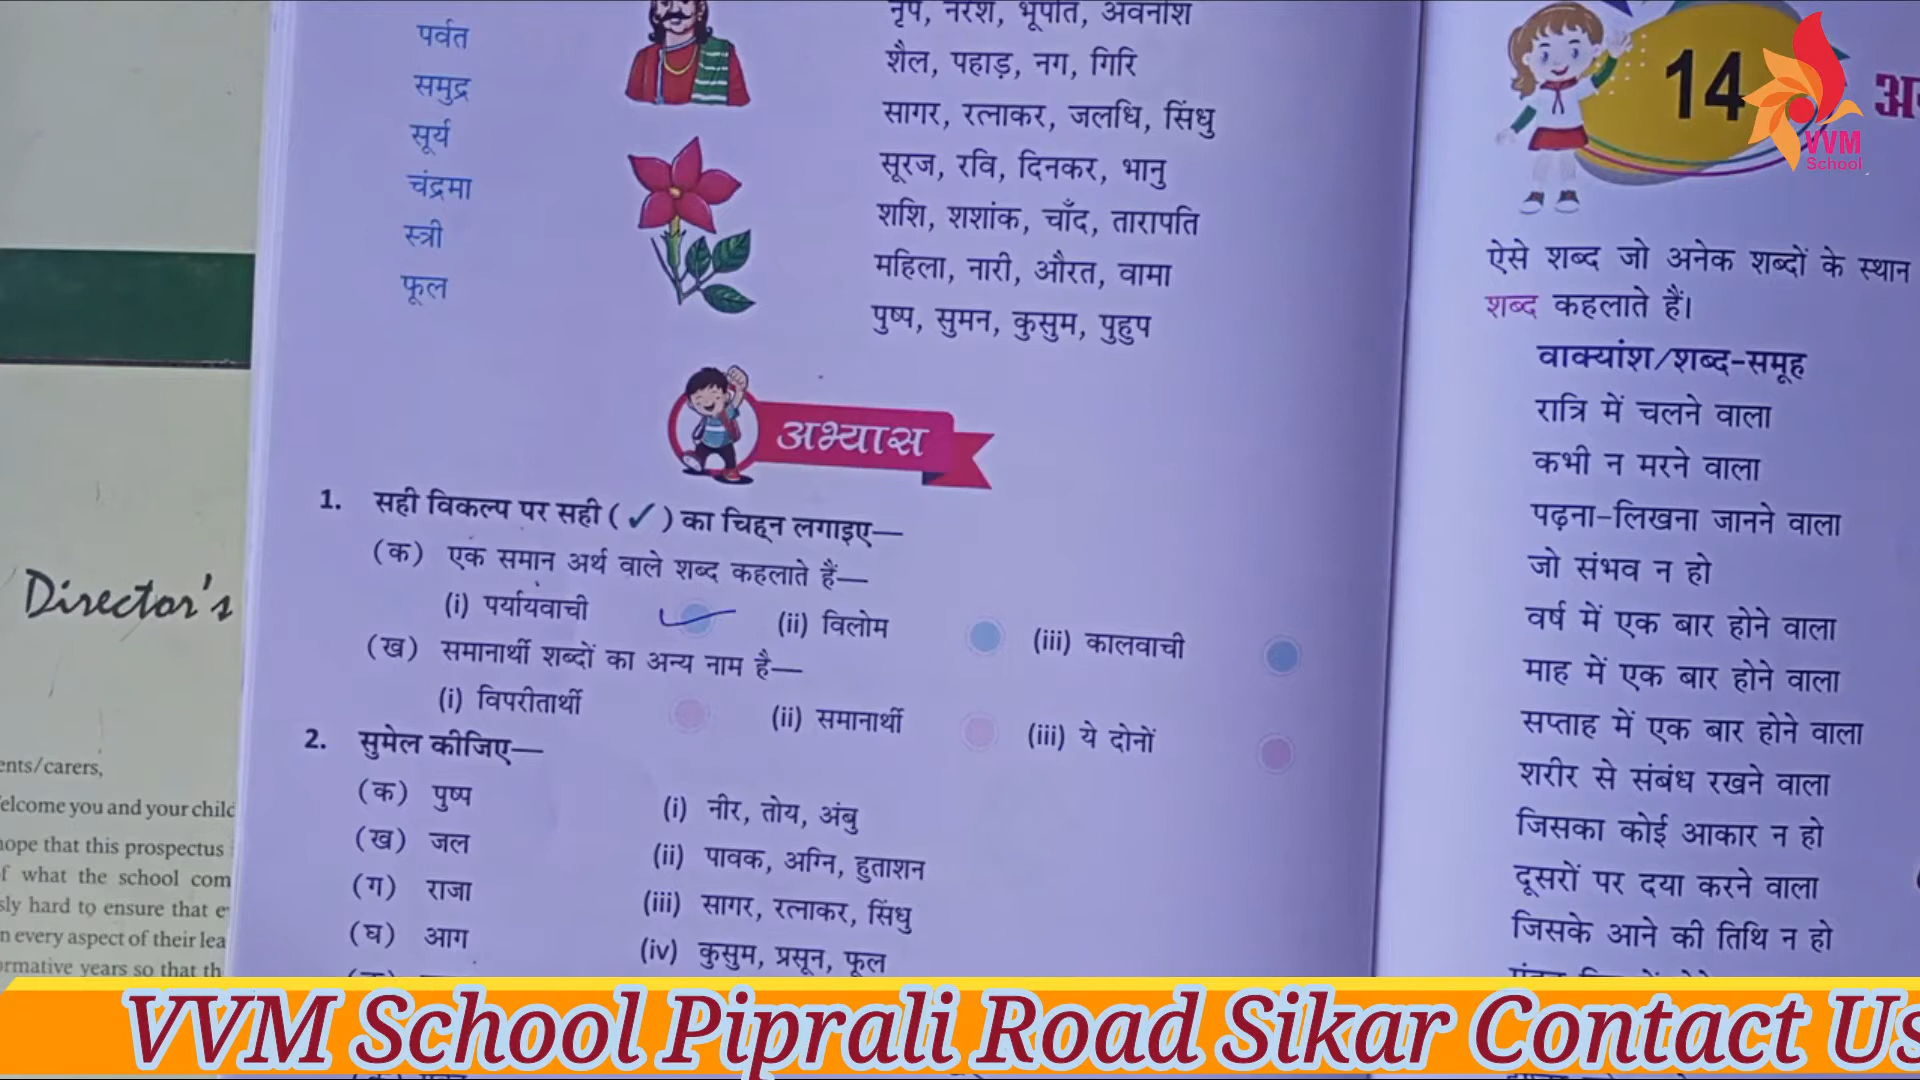 पर्वत
समुद्र
सूर्य
चंद्रमा
स्त्री
फूल
नृप, नरेश, भूपति, अवनीश
शैल, पहाड़, नग, गिरि
सागर, रत्नाकर, जलधि, सिंधु
सूरज, रवि, दिनकर, भानु
शशि, शशांक, चाँद, तारापति
महिला, नारी, औरत, वामा
पुष्प, सुमन, कुसुम, पुहुप
अभ्यास
1. सही विकल्प पर सही ( ✓ ) का चिह्न लगाइए—
(क) एक समान अर्थ वाले शब्द कहलाते हैं—
(i) पर्यायवाची (ii) विलोम (iii) कालवाची
(ख) समानार्थी शब्दों का अन्य नाम है—
(i) विपरीतार्थी (ii) समानार्थी (iii) ये दोनों
2. सुमेल कीजिए—
(क) पुष्प (i) नीर, तोय, अंबु
(ख) जल (ii) पावक, अग्नि, हुताशन
(ग) राजा (iii) सागर, रत्नाकर, सिंधु
(घ) आग (iv) कुसुम, प्रसून, फूल
14
VVM
School
ऐसे शब्द जो अनेक शब्दों के स्थान
शब्द कहलाते हैं।
वाक्यांश/शब्द-समूह
रात्रि में चलने वाला
कभी न मरने वाला
पढ़ना-लिखना जानने वाला
जो संभव न हो
वर्ष में एक बार होने वाला
माह में एक बार होने वाला
सप्ताह में एक बार होने वाला
शरीर से संबंध रखने वाला
जिसका कोई आकार न हो
दूसरों पर दया करने वाला
जिसके आने की तिथि न हो
Director's
ents/carers,
elcome you and your child
hope that this prospectus
f what the school com
sly hard to ensure that e
n every aspect of their lea
ormative years so that th
VVM School Piprali Road Sikar Contact Us